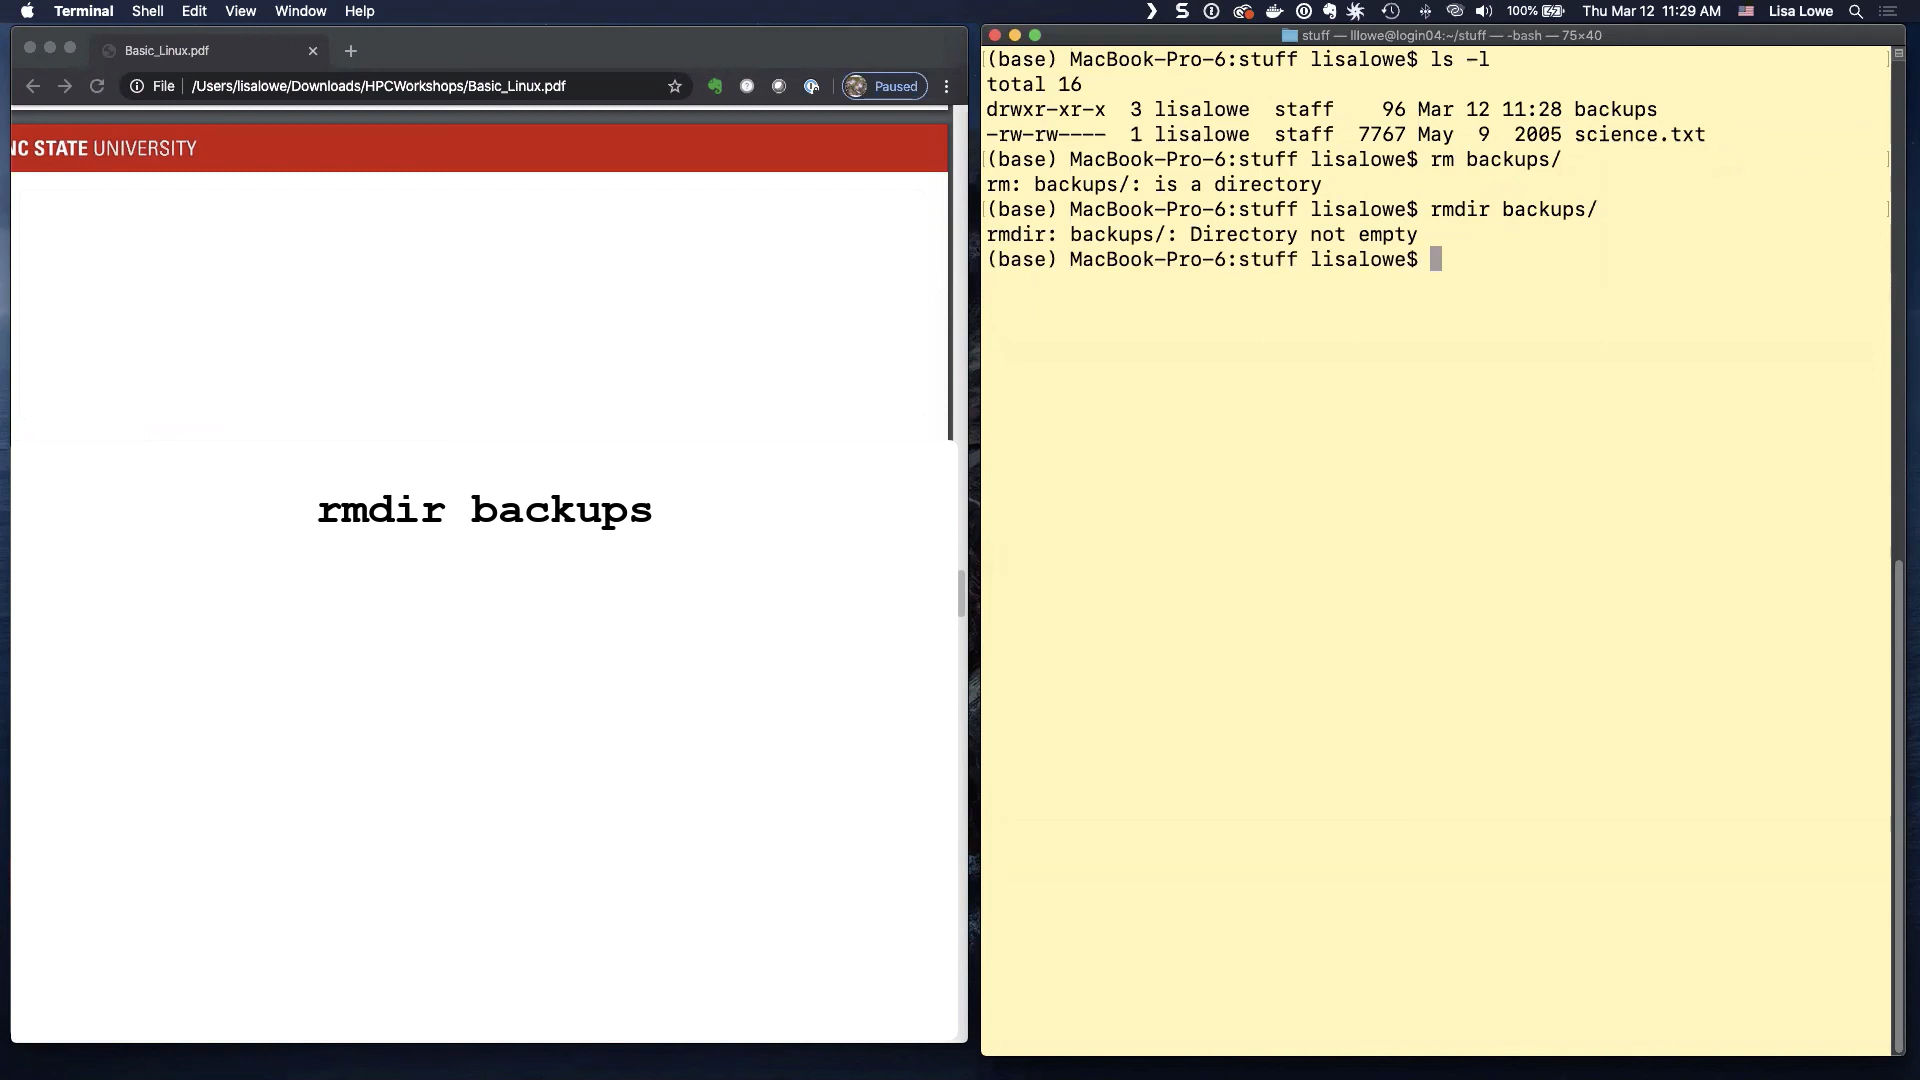 Terminal Shell Edit View Window Help 100% Thu Mar 12 11:29 AM Lisa Lowe
Basic_Linux.pdf
File /Users/lisalowe/Downloads/HPCWorkshops/Basic_Linux.pdf Paused
NC STATE UNIVERSITY
rmdir backups
stuff — lllowe@login04:~/stuff — -bash — 75×40
(base) MacBook-Pro-6:stuff lisalowe$ ls -l
total 16
drwxr-xr-x 3 lisalowe staff 96 Mar 12 11:28 backups
-rw-rw---- 1 lisalowe staff 7767 May 9 2005 science.txt
(base) MacBook-Pro-6:stuff lisalowe$ rm backups/
rm: backups/: is a directory
(base) MacBook-Pro-6:stuff lisalowe$ rmdir backups/
rmdir: backups/: Directory not empty
(base) MacBook-Pro-6:stuff lisalowe$